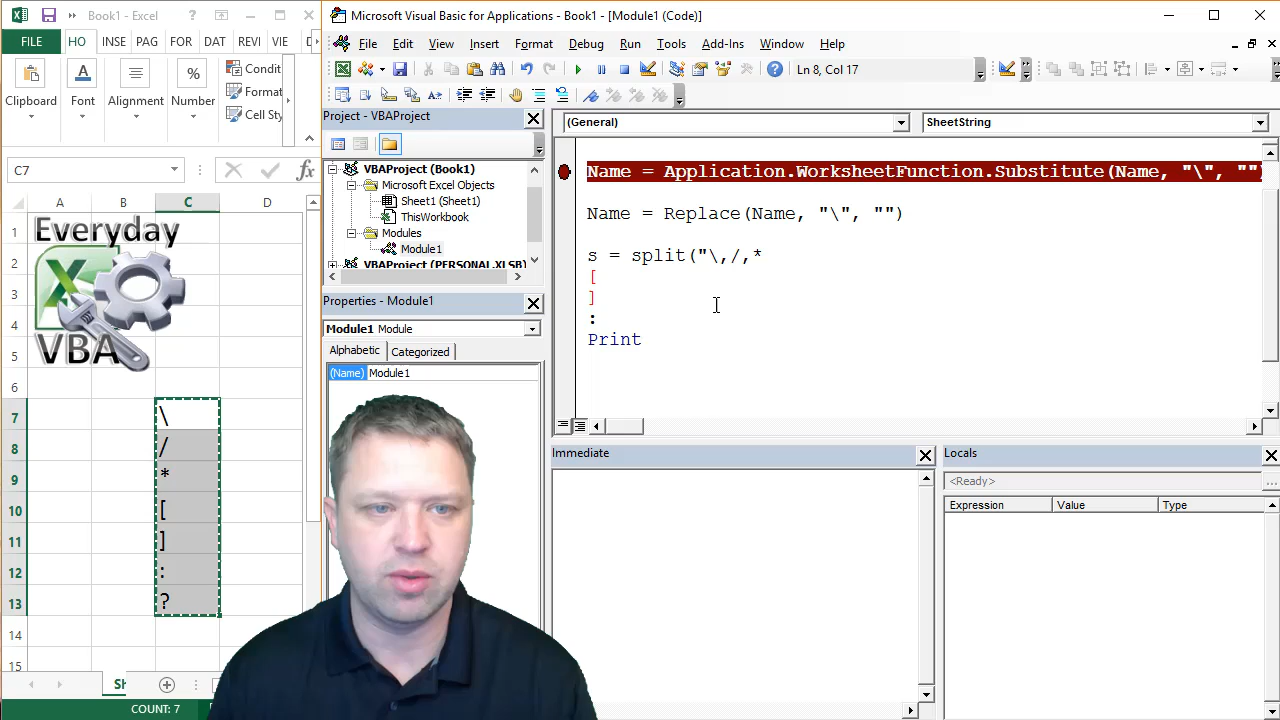 Book1 - Excel
FILE
HO
INSE
PAG
FOR
DAT
REVI
VIE
Clipboard
Font
Alignment
Number
%
Condit
Format
Cell Sty
C7
fx
A
B
C
D
1
2
3
4
5
6
7
8
9
10
11
12
13
14
15
Everyday
VBA
\
/
*
[
]
:
?
Sh
COUNT: 7
Microsoft Visual Basic for Applications - Book1 - [Module1 (Code)]
File Edit View Insert Format Debug Run Tools Add-Ins Window Help
Ln 8, Col 17
Project - VBAProject
VBAProject (Book1)
Microsoft Excel Objects
Sheet1 (Sheet1)
ThisWorkbook
Modules
Module1
VBAProject (PERSONAL.XLSB)
Properties - Module1
Module1 Module
Alphabetic
Categorized
(Name) Module1
(General)
SheetString
Name = Application.WorksheetFunction.Substitute(Name, "\", "")
Name = Replace(Name, "\", "")
s = split("\,/,*
[
]
:
Print
Immediate
Locals
<Ready>
...
Expression
Value
Type